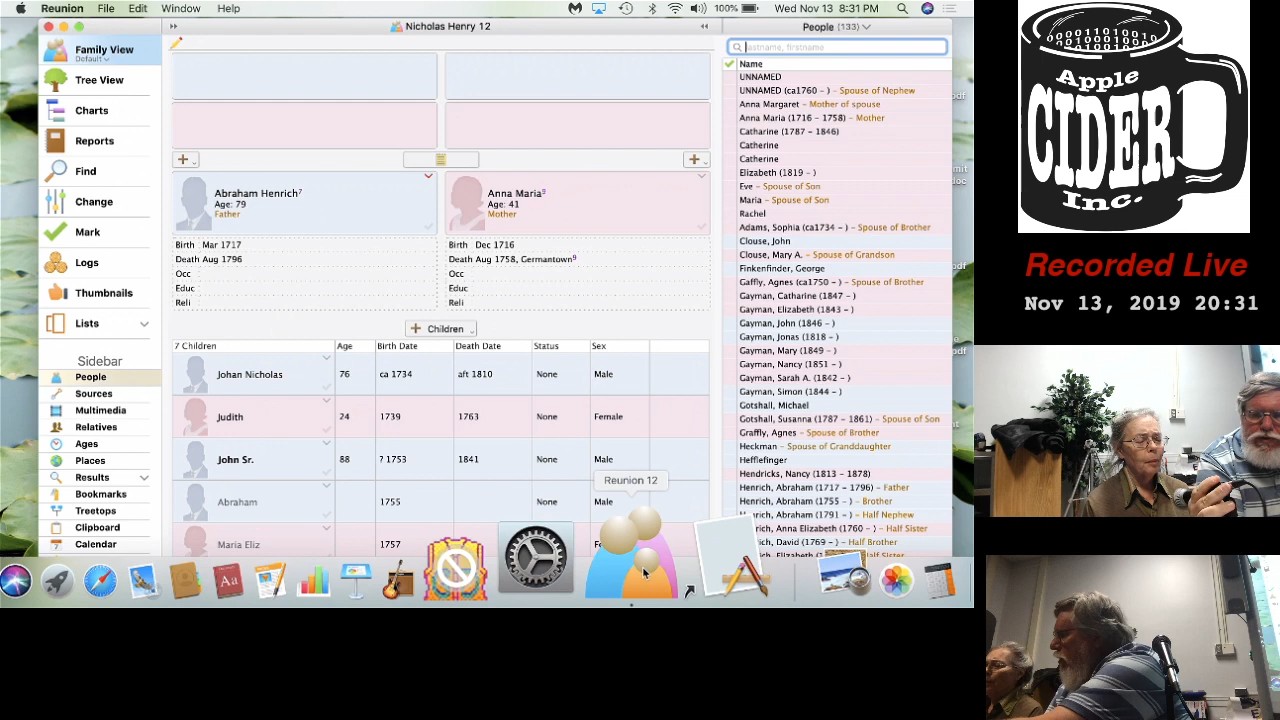 Reunion File Edit Window Help 100% Wed Nov 13 8:31 PM
Nicholas Henry 12
People (133)
Family View
Default
Tree View
Charts
Reports
Find
Change
Mark
Logs
Thumbnails
Lists
Sidebar
People
Sources
Multimedia
Relatives
Ages
Places
Results
Bookmarks
Treetops
Clipboard
Calendar
Abraham Henrich7
Age: 79
Father
Anna Maria3
Age: 41
Mother
Birth Mar 1717
Death Aug 1796
Occ
Educ
Reli
Birth Dec 1716
Death Aug 1758, Germantown9
Occ
Educ
Reli
+ Children
7 Children Age Birth Date Death Date Status Sex
Johan Nicholas 76 ca 1734 aft 1810 None Male
Judith 24 1739 1763 None Female
John Sr. 88 ? 1753 1841 None Male
Abraham 1755 None Male
Maria Eliz 1757
Reunion 12
lastname, firstname
Name
UNNAMED
UNNAMED (ca1760 - ) - Spouse of Nephew
Anna Margaret - Mother of spouse
Anna Maria (1716 - 1758) - Mother
Catharine (1787 - 1846)
Catherine
Catherine
Elizabeth (1819 - )
Eve - Spouse of Son
Maria - Spouse of Son
Rachel
Adams, Sophia (ca1734 - ) - Spouse of Brother
Clouse, John
Clouse, Mary A. - Spouse of Grandson
Finkenfinder, George
Gaffly, Agnes (ca1750 - ) - Spouse of Brother
Gayman, Catharine (1847 - )
Gayman, Elizabeth (1843 - )
Gayman, John (1846 - )
Gayman, Jonas (1818 - )
Gayman, Mary (1849 - )
Gayman, Nancy (1851 - )
Gayman, Sarah A. (1842 - )
Gayman, Simon (1844 - )
Gotshall, Michael
Gotshall, Susanna (1787 - 1861) - Spouse of Son
Graffly, Agnes - Spouse of Brother
Heckman - Spouse of Granddaughter
Hefflefinger
Hendricks, Nancy (1813 - 1878)
Henrich, Abraham (1717 - 1796) - Father
Henrich, Abraham (1755 - ) - Brother
Henrich, Abraham (1791 - ) - Half Nephew
rich, Anna Elizabeth (1760 - ) - Half Sister
rich, David (1764 - ) - Half Brother
Aa
Apple
CIDER
Inc.
Recorded Live
Nov 13, 2019 20:31